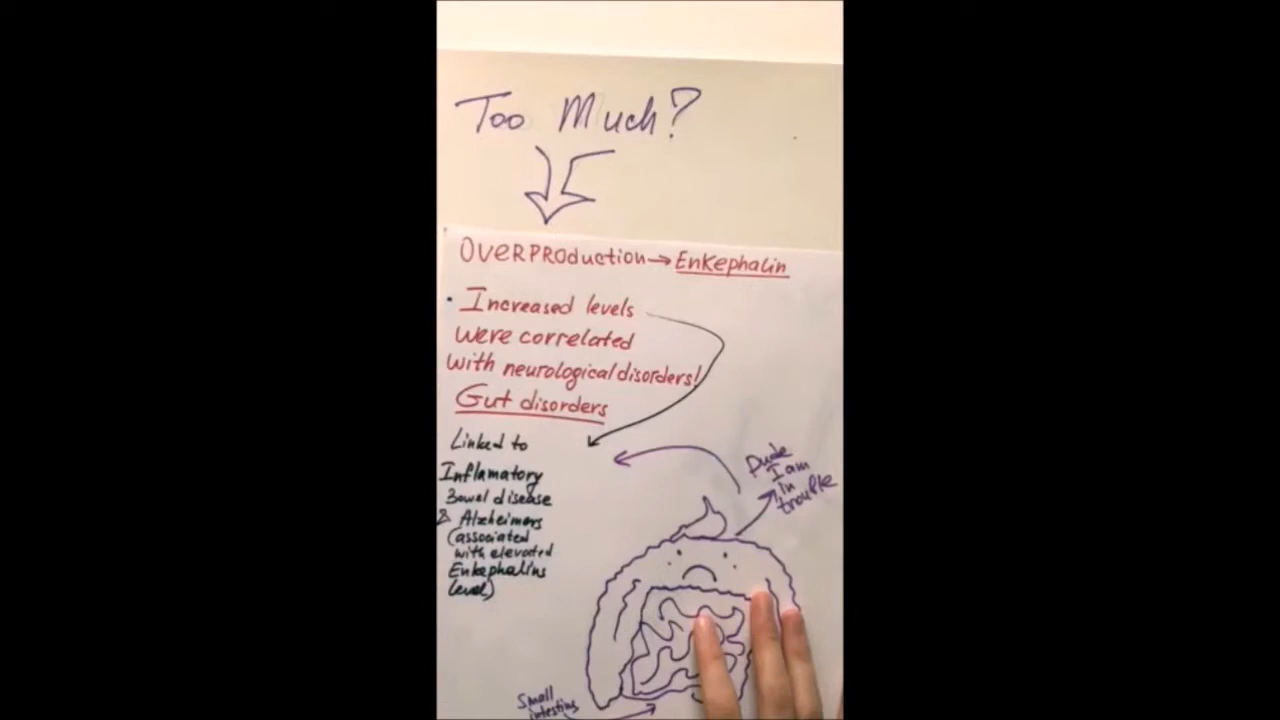 Too Much?
OVERPROduction → Enkephalin
• Increased levels
were correlated
with neurological disorders!
Gut disorders
Linked to
Inflamatory
Bowel disease
& Alzheimers
(associated
with elevated
Enkephalins
level)
Dude
I am
in
trouble
Small
intestins